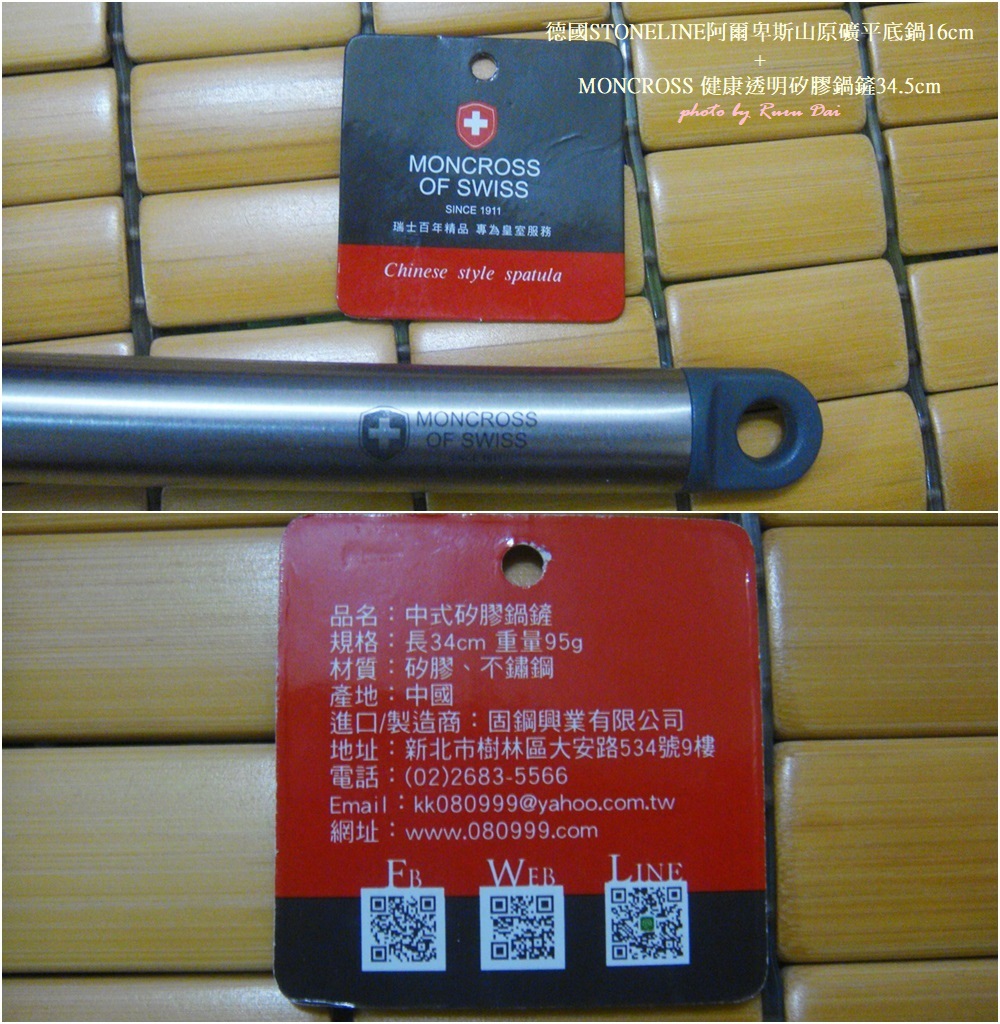 德國STONELINE阿爾卑斯山原礦平底鍋16cm
+
MONCROSS 健康透明矽膠鍋鏟34.5cm
photo by Ruru Dai
MONCROSS
OF SWISS
SINCE 1911
瑞士百年精品 專為皇室服務
Chinese style spatula
MONCROSS
OF SWISS
品名：中式矽膠鍋鏟
規格：長34cm 重量95g
材質：矽膠、不鏽鋼
產地：中國
進口/製造商：固鋼興業有限公司
地址：新北市樹林區大安路534號9樓
電話：(02)2683-5566
Email：kk080999@yahoo.com.tw
網址：www.080999.com
FB WEB LINE